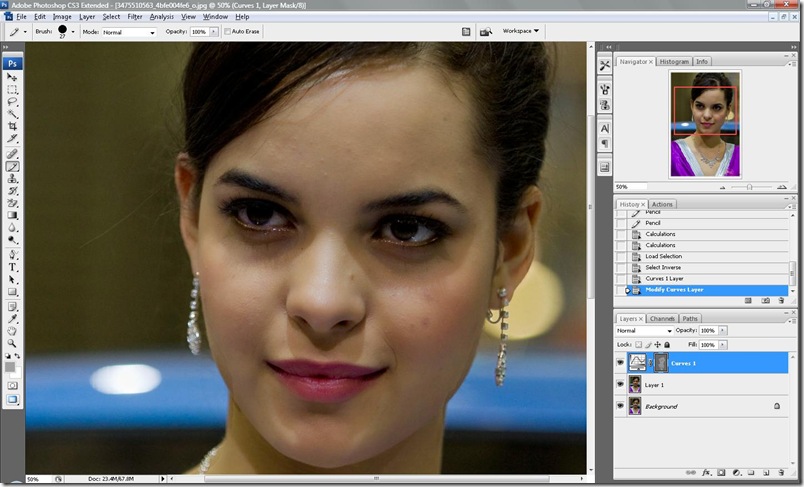 Adobe Photoshop CS3 Extended - [3475510563_4bfe004fe6_o.jpg @ 50% (Curves 1, Layer Mask/8)]
File Edit Image Layer Select Filter Analysis View Window Help
Brush: 27 Mode: Normal Opacity: 100% Auto Erase Workspace
Ps
Navigator Histogram Info
50%
History Actions
Pencil
Pencil
Calculations
Calculations
Load Selection
Select Inverse
Curves 1 Layer
Modify Curves Layer
Layers Channels Paths
Normal Opacity: 100%
Lock: Fill: 100%
Curves 1
Layer 1
Background
50% Doc: 23.4M/67.8M